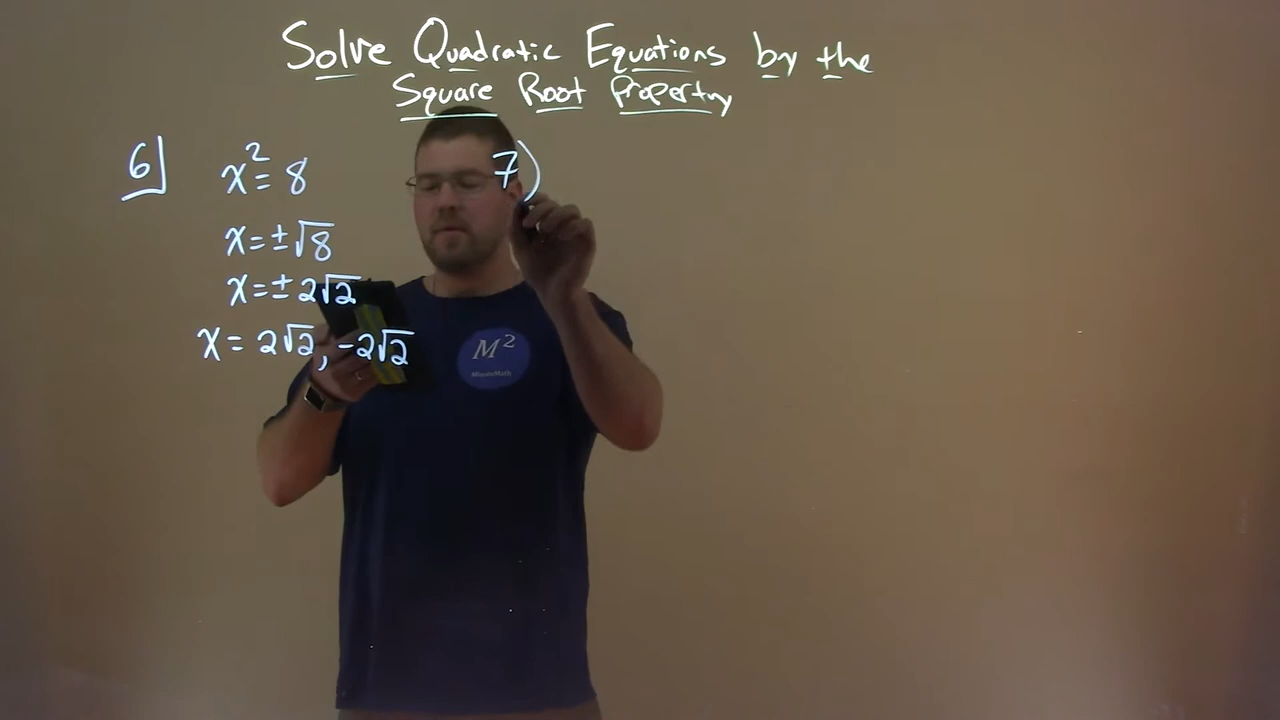 Solve Quadratic Equations by the
Square Root Property
6) x² = 8
x = ±√8
x = ±2√2
x = 2√2, -2√2
7)
M²
MinuteMath